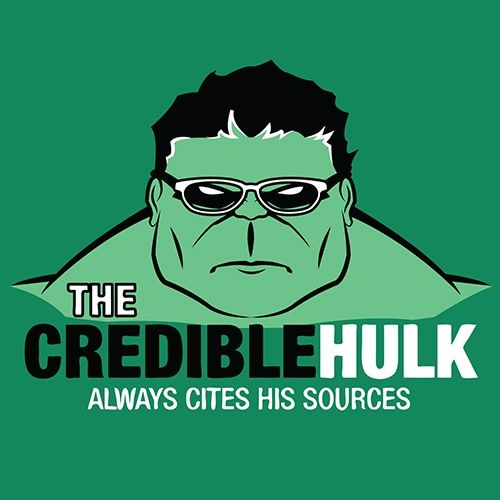 THE
CREDIBLEHULK
ALWAYS CITES HIS SOURCES